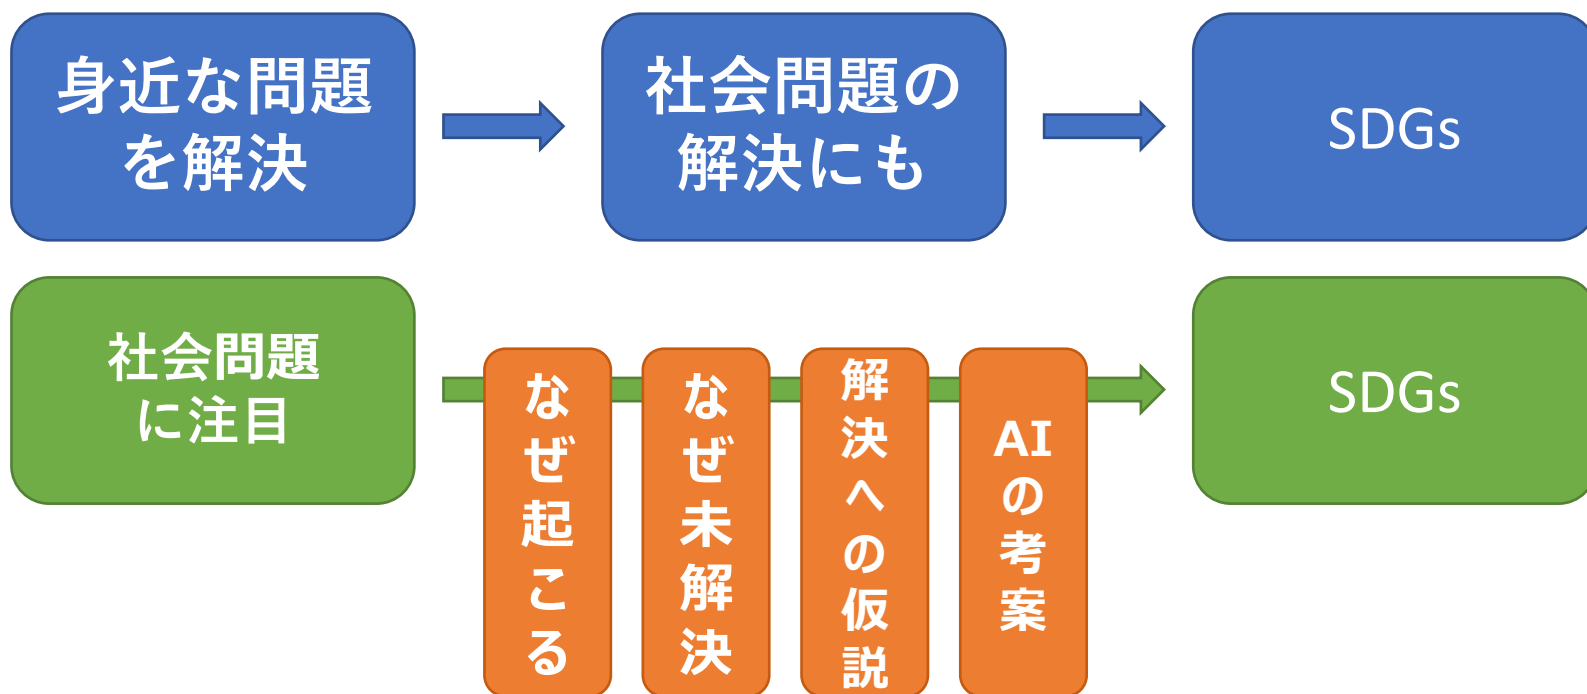 身近な問題
を解決
社会問題の
解決にも
SDGs
社会問題
に注目
なぜ起こる
なぜ未解決
解決への仮説
AIの考案
SDGs